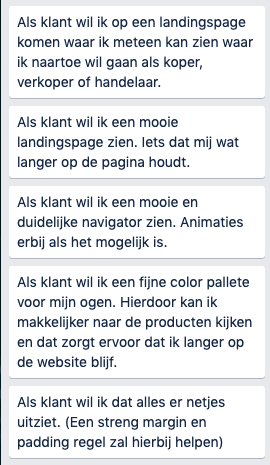 Als klant wil ik op een landingspage
komen waar ik meteen kan zien waar
ik naartoe wil gaan als koper,
verkoper of handelaar.
Als klant wil ik een mooie
landingspage zien. Iets dat mij wat
langer op de pagina houdt.
Als klant wil ik een mooie en
duidelijke navigator zien. Animaties
erbij als het mogelijk is.
Als klant wil ik een fijne color pallete
voor mijn ogen. Hierdoor kan ik
makkelijker naar de producten kijken
en dat zorgt ervoor dat ik langer op
de website blijf.
Als klant wil ik dat alles er netjes
uitziet. (Een streng margin en
padding regel zal hierbij helpen)